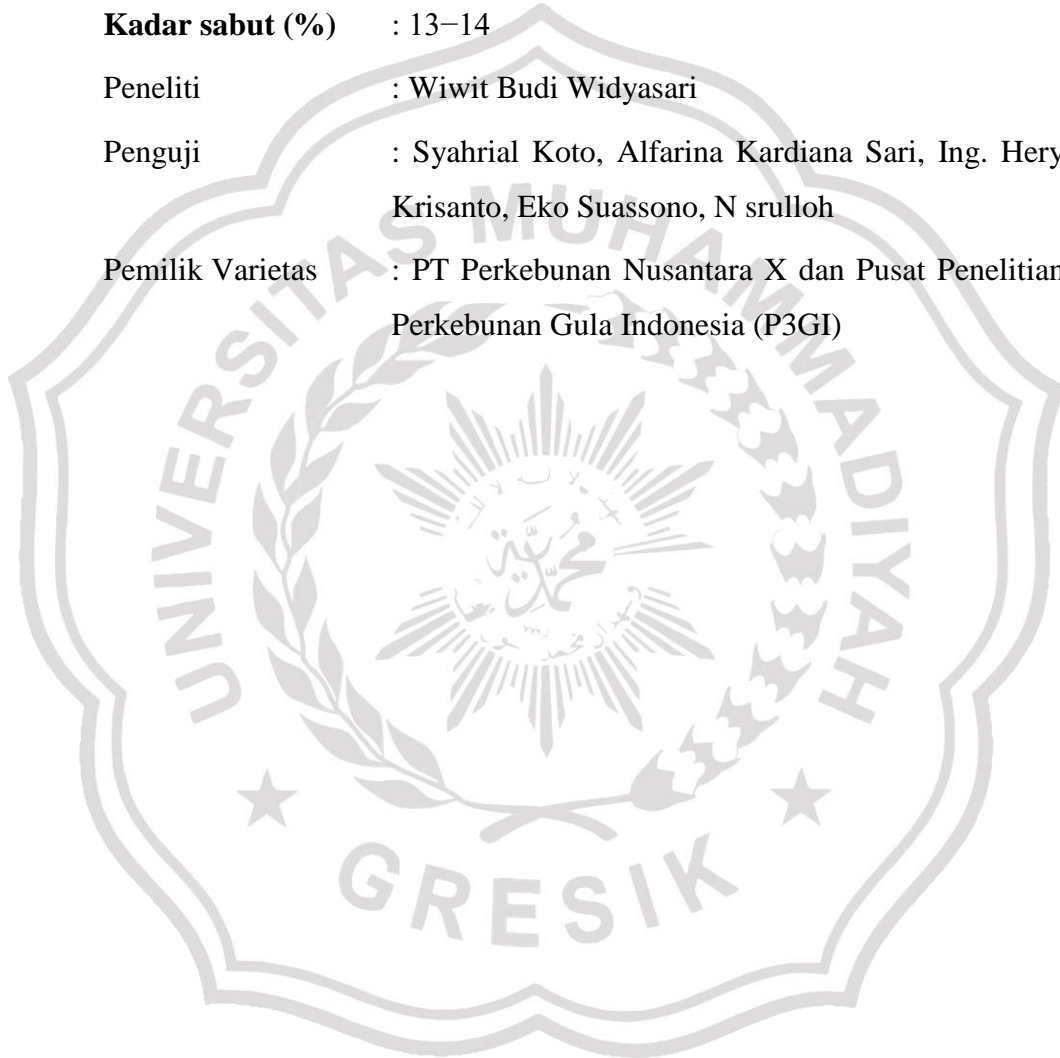 Kadar sabut (%) : 13−14
Peneliti : Wiwit Budi Widyasari
Penguji : Syahrial Koto, Alfarina Kardiana Sari, Ing. Hery
Krisanto, Eko Suassono, N srulloh
Pemilik Varietas : PT Perkebunan Nusantara X dan Pusat Penelitian
Perkebunan Gula Indonesia (P3GI)
UNIVERSITAS MUHAMMADIYAH
GRESIK